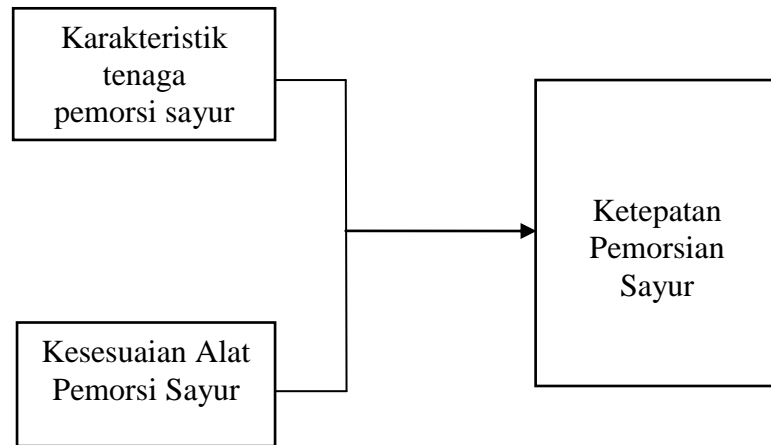 Karakteristik
tenaga
pemorsi sayur
Kesesuaian Alat
Pemorsi Sayur
Ketepatan
Pemorsian
Sayur